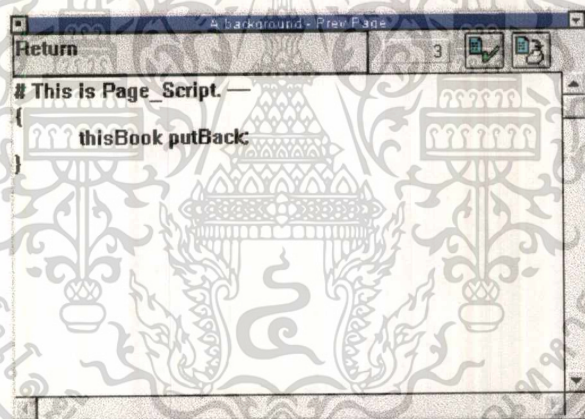 A background - Prev Page
Return
3
# This is Page_Script. —
{
thisBook putBack;
}